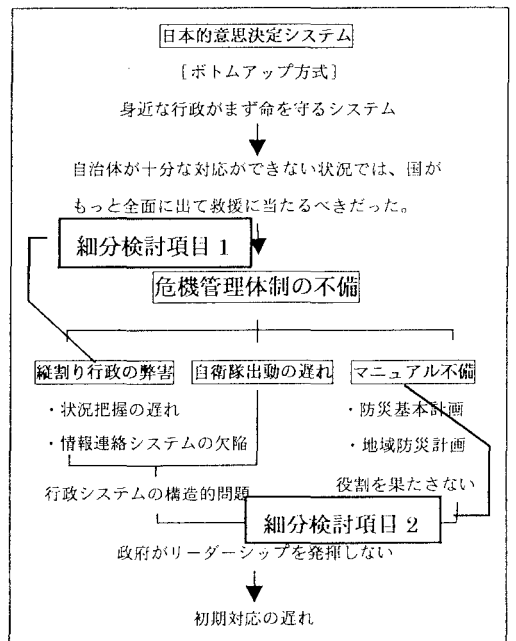 日本的意思決定システム
［ボトムアップ方式］
身近な行政がまず命を守るシステム
自治体が十分な対応ができない状況では、国が
もっと全面に出て救援に当たるべきだった。
細分検討項目 1
危機管理体制の不備
縦割り行政の弊害 自衛隊出動の遅れ マニュアル不備
・状況把握の遅れ ・防災基本計画
・情報連絡システムの欠陥 ・地域防災計画
行政システムの構造的問題 役割を果たさない
細分検討項目 2
政府がリーダーシップを発揮しない
初期対応の遅れ